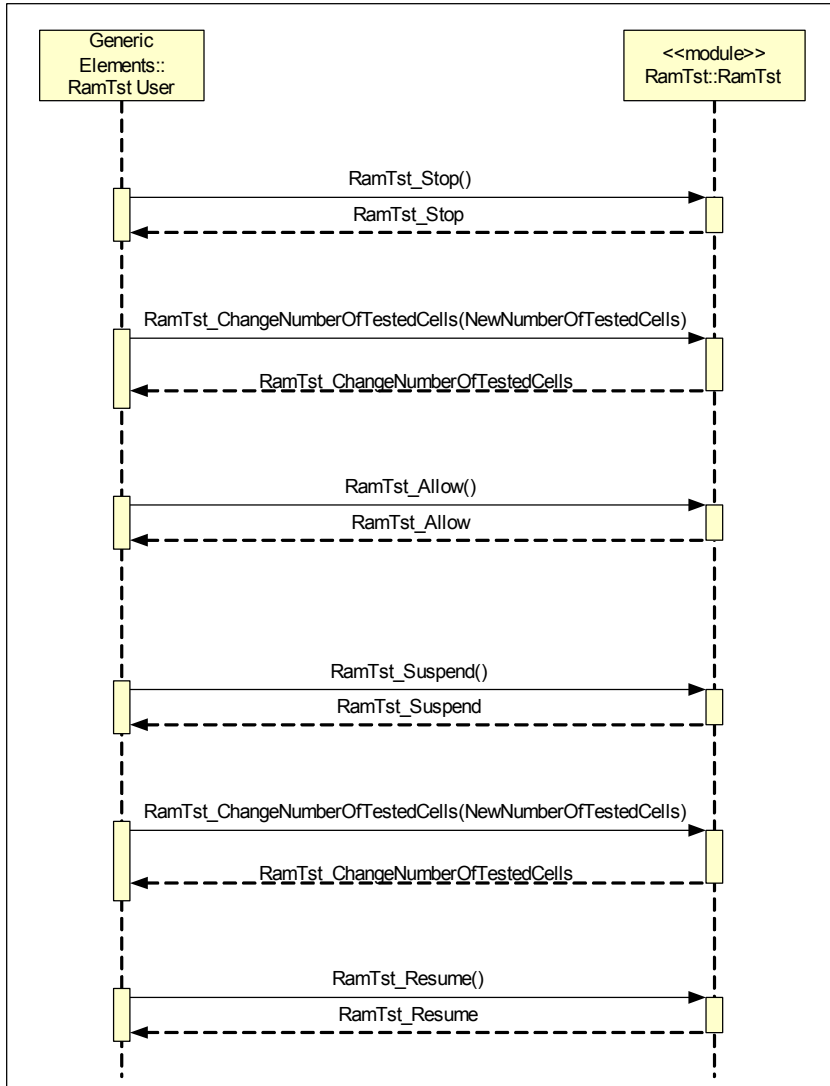 Generic
Elements::
RamTst User
<<module>>
RamTst::RamTst
RamTst_Stop()
RamTst_Stop
RamTst_ChangeNumberOfTestedCells(NewNumberOfTestedCells)
RamTst_ChangeNumberOfTestedCells
RamTst_Allow()
RamTst_Allow
RamTst_Suspend()
RamTst_Suspend
RamTst_ChangeNumberOfTestedCells(NewNumberOfTestedCells)
RamTst_ChangeNumberOfTestedCells
RamTst_Resume()
RamTst_Resume